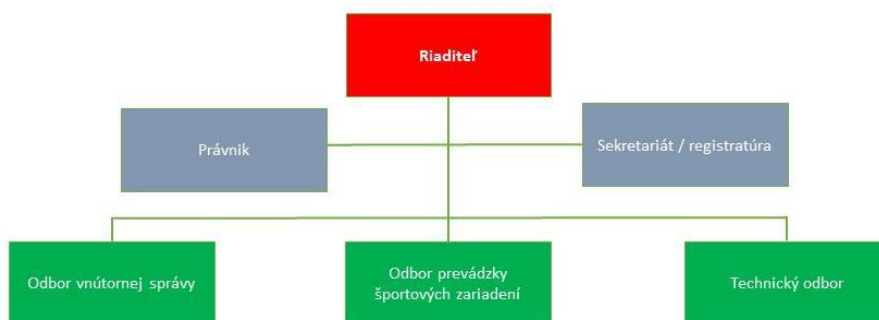 Riaditeľ
Právnik
Sekretariát / registratúra
Odbor vnútornej správy
Odbor prevádzky
športových zariadení
Technický odbor